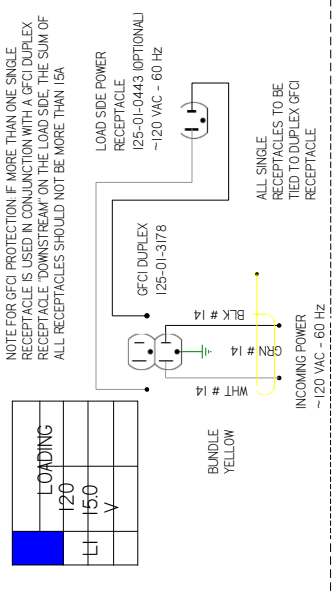 NOTE FOR GFCI PROTECTION: IF MORE THAN ONE SINGLE
RECEPTACLE IS USED IN CONJUNCTION WITH A GFCI DUPLEX
RECEPTACLE "DOWNSTREAM" ON THE LOAD SIDE, THE SUM OF
ALL RECEPTACLES SHOULD NOT BE MORE THAN 15A
LOADING
120
L1 15.0
V
LOAD SIDE POWER
RECEPTACLE
125-01-0443 (OPTIONAL)
~120 VAC - 60 Hz
GFCI DUPLEX
125-01-3178
BUNDLE
YELLOW
WHT # 14
GRN # 14
BLK # 14
INCOMING POWER
~120 VAC - 60 Hz
ALL SINGLE
RECEPTACLES TO BE
TIED TO DUPLEX GFCI
RECEPTACLE